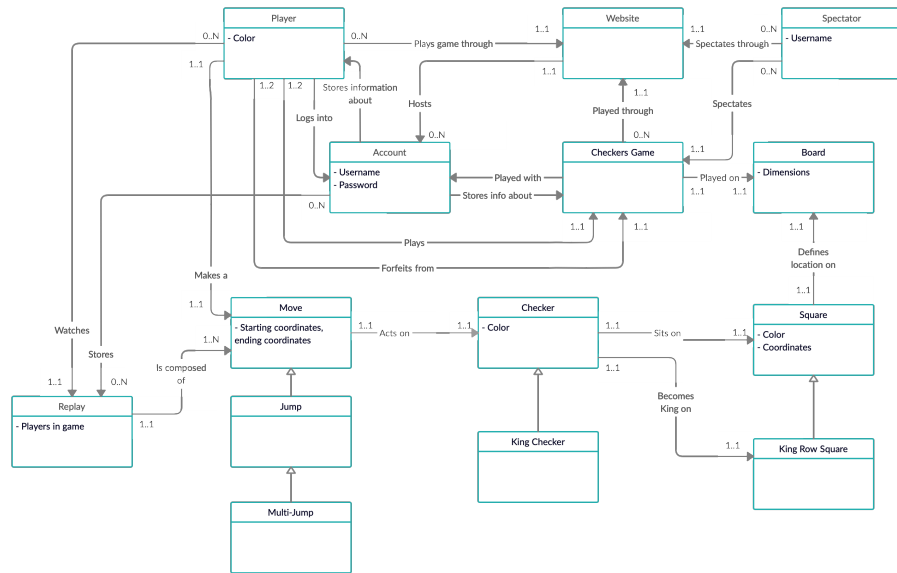 Player
Website
Spectator
- Color
- Username
0..N
0..N
Plays game through
1..1
1..1
Spectates through
0..N
1..1
1..2
1..2
Stores information
about
1..1
0..N
Hosts
1..1
Played through
Spectates
Logs into
0..N
0..N
1..1
Account
Checkers Game
Board
- Username
- Password
- Dimensions
Played with
Stores info about
Played on
1..1
1..1
0..N
1..1
1..1
1..1
Plays
Forfeits from
Defines
location on
Makes a
1..1
1..1
Move
Checker
Square
- Starting coordinates,
ending coordinates
- Color
- Color
- Coordinates
1..1
Acts on
1..1
1..1
Sits on
1..1
Watches
Stores
1..N
Is composed
of
1..1
1..1
0..N
Becomes
King on
1..1
Replay
- Players in game
1..1
Jump
King Checker
King Row Square
Multi-Jump